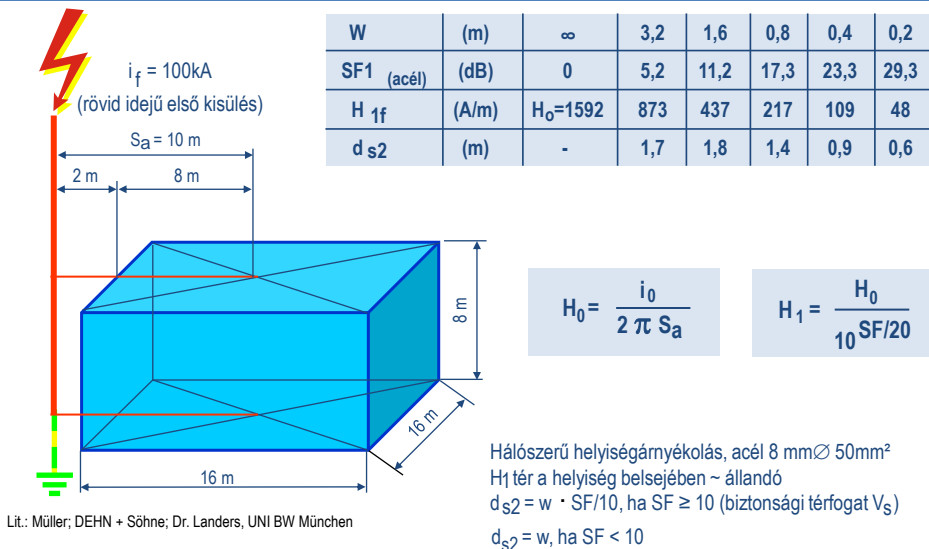 W (m) ∞ 3,2 1,6 0,8 0,4 0,2
SF1 (acél) (dB) 0 5,2 11,2 17,3 23,3 29,3
H 1f (A/m) Ho=1592 873 437 217 109 48
d s2 (m) - 1,7 1,8 1,4 0,9 0,6
i f = 100kA
(rövid idejű első kisülés)
Sa = 10 m
2 m 8 m
8 m
16 m
16 m
H0 = i0 / 2 π Sa
H1 = H0 / 10 SF/20
Hálószerű helyiségárnyékolás, acél 8 mm∅ 50mm²
H1 tér a helyiség belsejében ~ állandó
d s2 = w · SF/10, ha SF ≥ 10 (biztonsági térfogat Vs)
d s2 = w, ha SF < 10
Lit.: Müller; DEHN + Söhne; Dr. Landers, UNI BW München